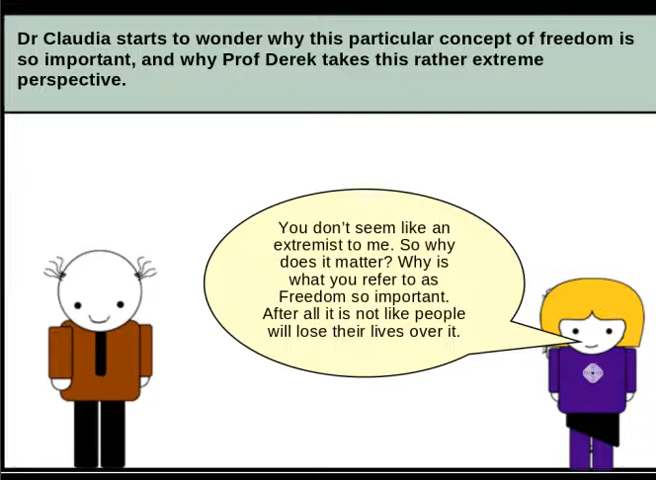 Dr Claudia starts to wonder why this particular concept of freedom is
so important, and why Prof Derek takes this rather extreme
perspective.
You don't seem like an
extremist to me. So why
does it matter? Why is
what you refer to as
Freedom so important.
After all it is not like people
will lose their lives over it.